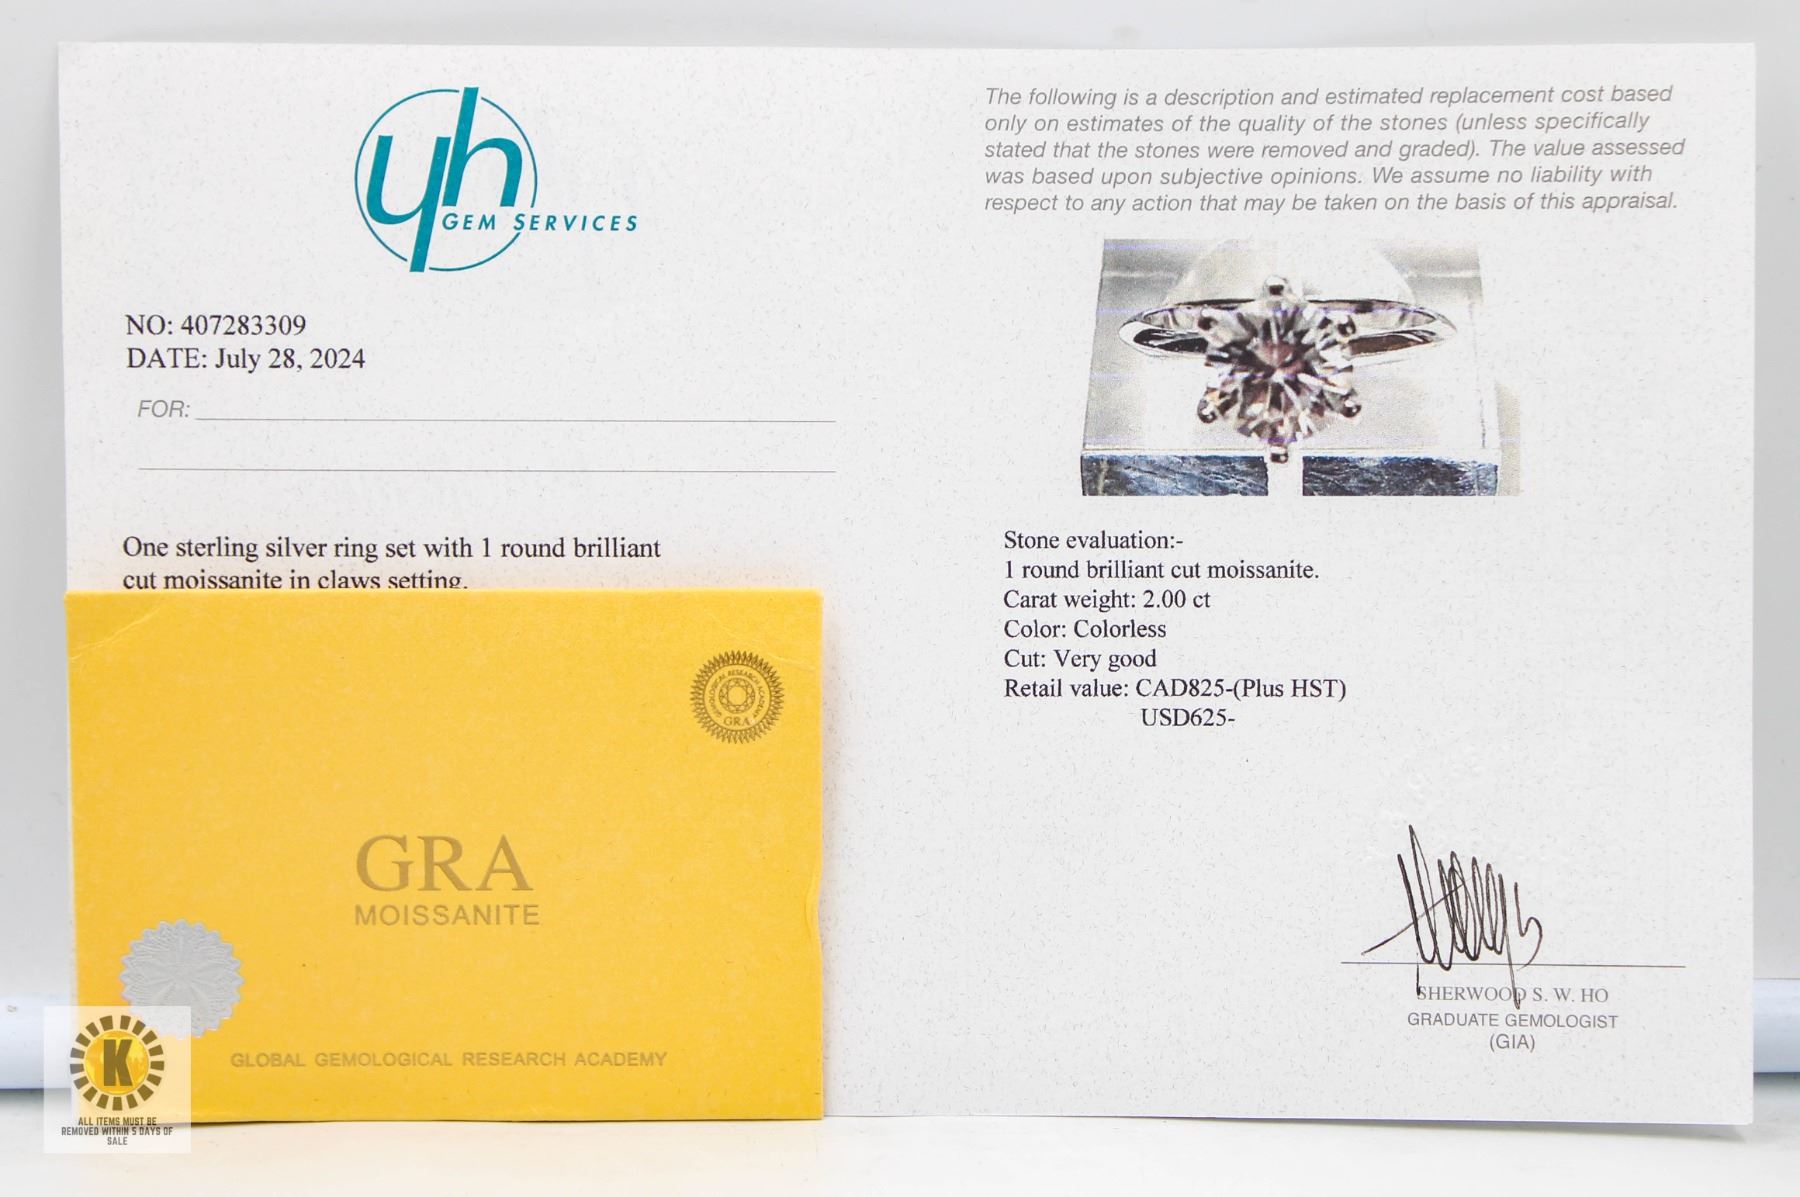 yh
GEM SERVICES
NO: 407283309
DATE: July 28, 2024
FOR:
One sterling silver ring set with 1 round brilliant
cut moissanite in claws setting.
The following is a description and estimated replacement cost based
only on estimates of the quality of the stones (unless specifically
stated that the stones were removed and graded). The value assessed
was based upon subjective opinions. We assume no liability with
respect to any action that may be taken on the basis of this appraisal.
Stone evaluation:-
1 round brilliant cut moissanite.
Carat weight: 2.00 ct
Color: Colorless
Cut: Very good
Retail value: CAD825-(Plus HST)
USD625-
SHERWOOD S. W. HO
GRADUATE GEMOLOGIST
(GIA)
GEMOLOGICAL RESEARCH ACADEMY
GRA
GRA
MOISSANITE
GLOBAL GEMOLOGICAL RESEARCH ACADEMY
K
ALL ITEMS MUST BE
REMOVED WITHIN 5 DAYS OF
SALE